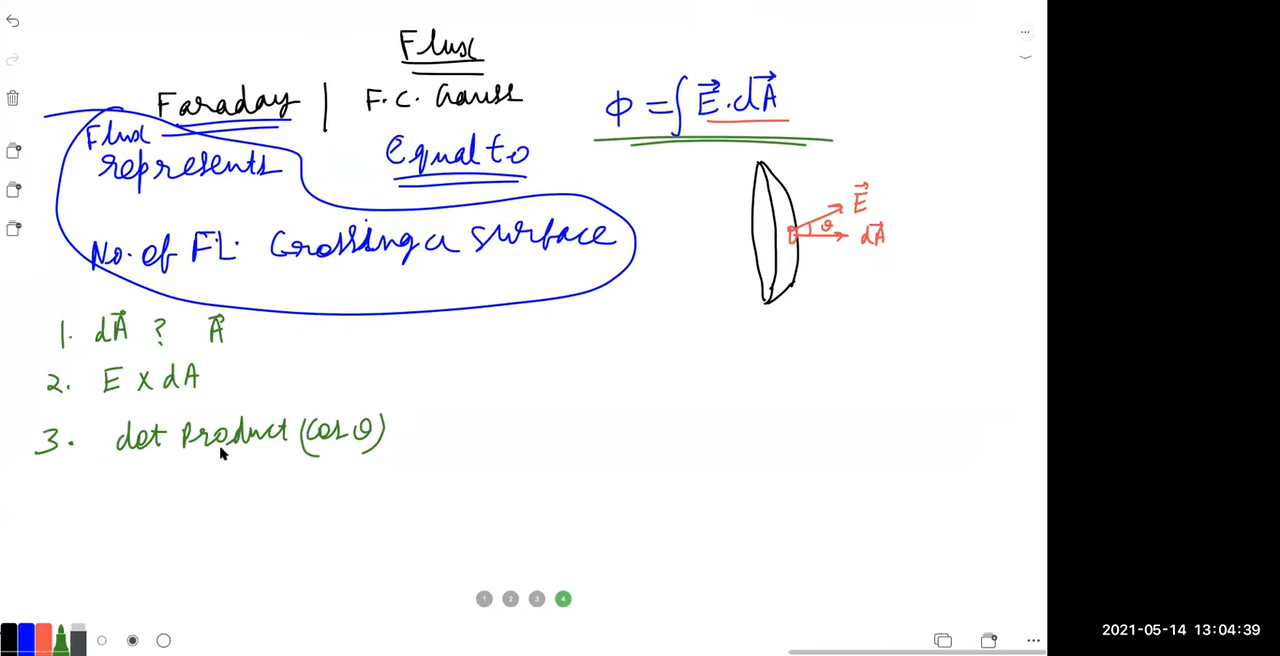 Flux
Faraday | F.C. Gauss
ϕ = ∫ E⃗ . dA⃗
Flux
represents
Equal to
No. of FL. Crossing a surface
E⃗
θ
dA⃗
1. dA⃗ ? A⃗
2. E x dA
3. dot Product (Cos θ)
1 2 3 4
2021-05-14 13:04:39